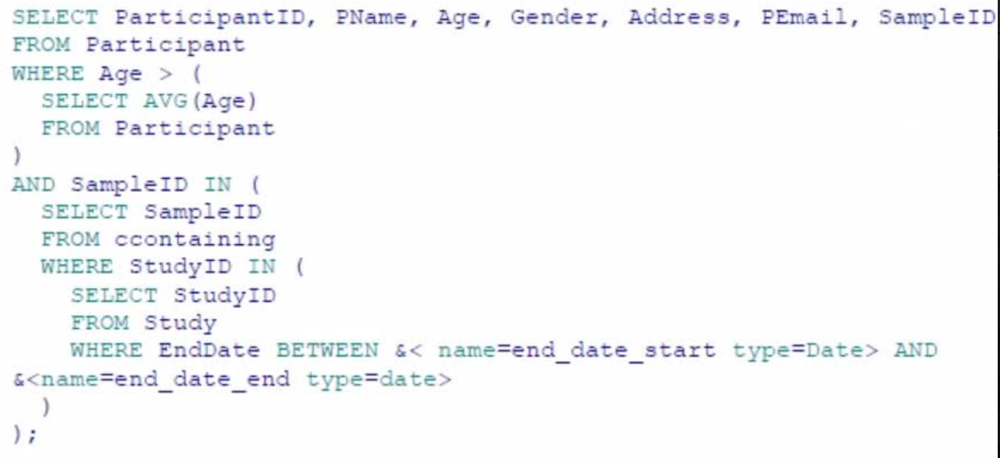 SELECT ParticipantID, PName, Age, Gender, Address, PEmail, SampleID
FROM Participant
WHERE Age > (
  SELECT AVG(Age)
  FROM Participant
)
AND SampleID IN (
  SELECT SampleID
  FROM ccontaining
  WHERE StudyID IN (
    SELECT StudyID
    FROM Study
    WHERE EndDate BETWEEN &< name=end_date_start type=Date> AND
&<name=end_date_end type=date>
  )
);